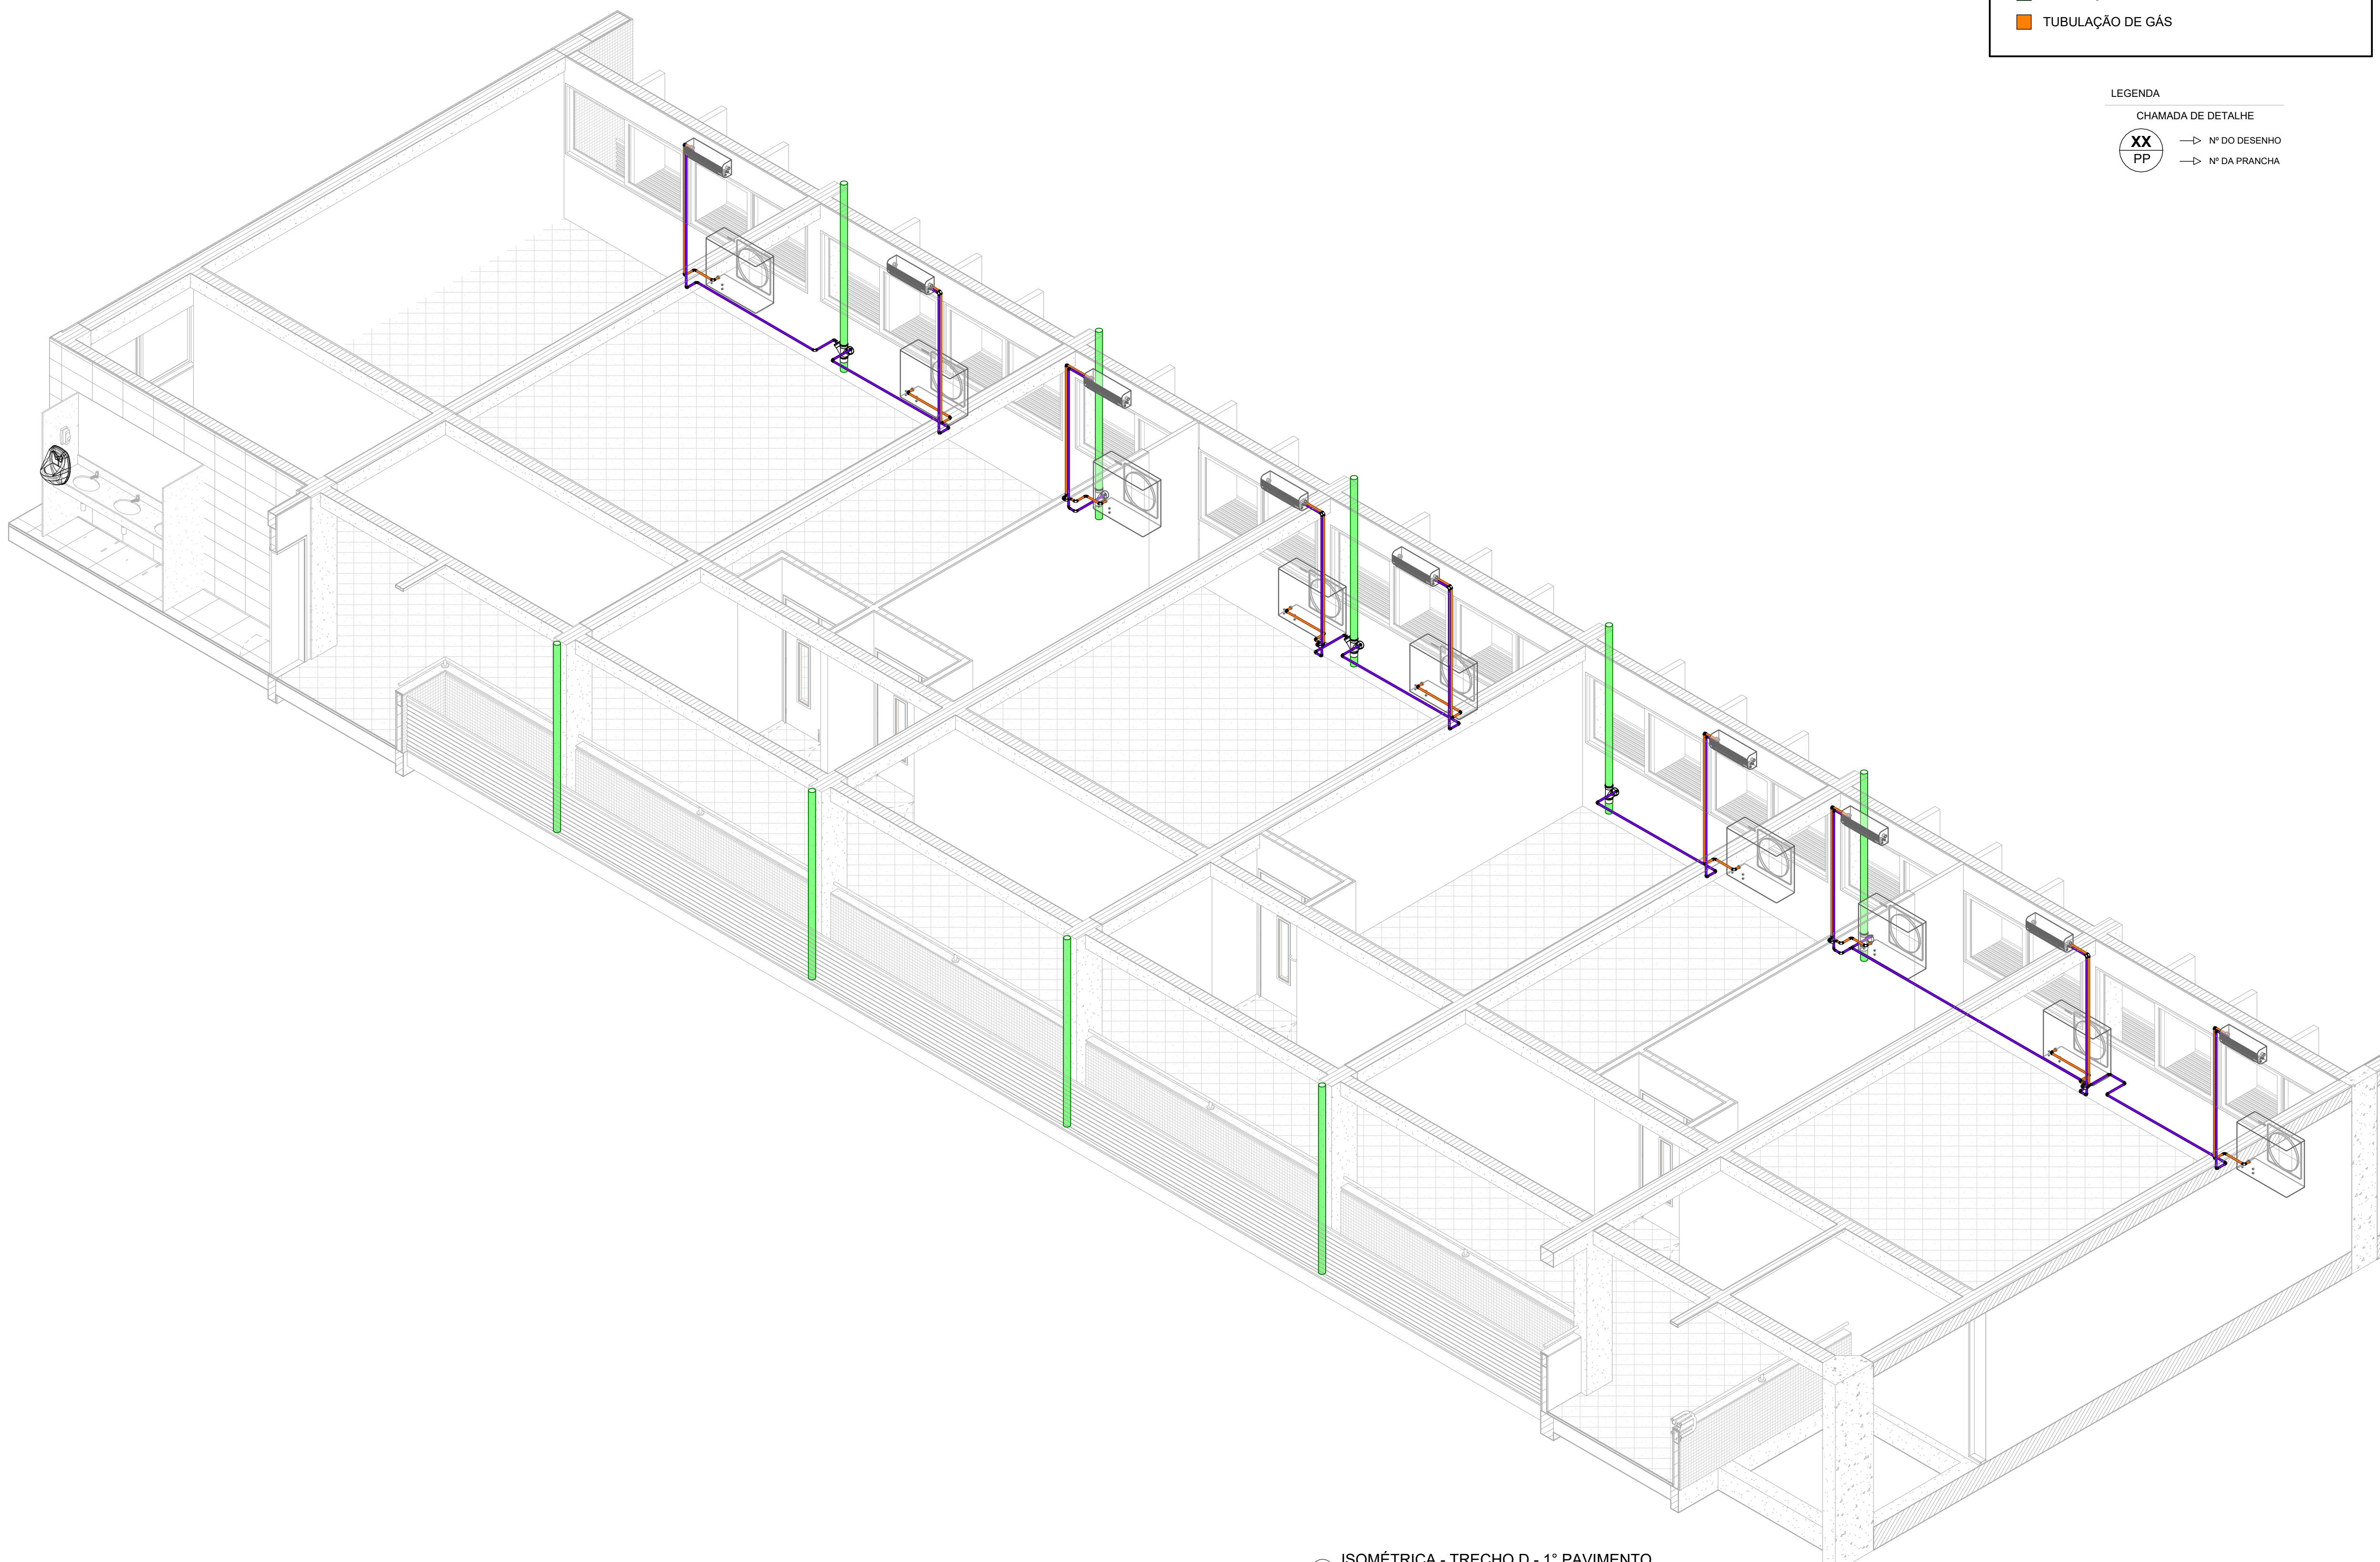 TUBULAÇÃO DE GÁS
LEGENDA
CHAMADA DE DETALHE
XX
PP
Nº DO DESENHO
Nº DA PRANCHA
ISOMÉTRICA - TRECHO D - 1° PAVIMENTO